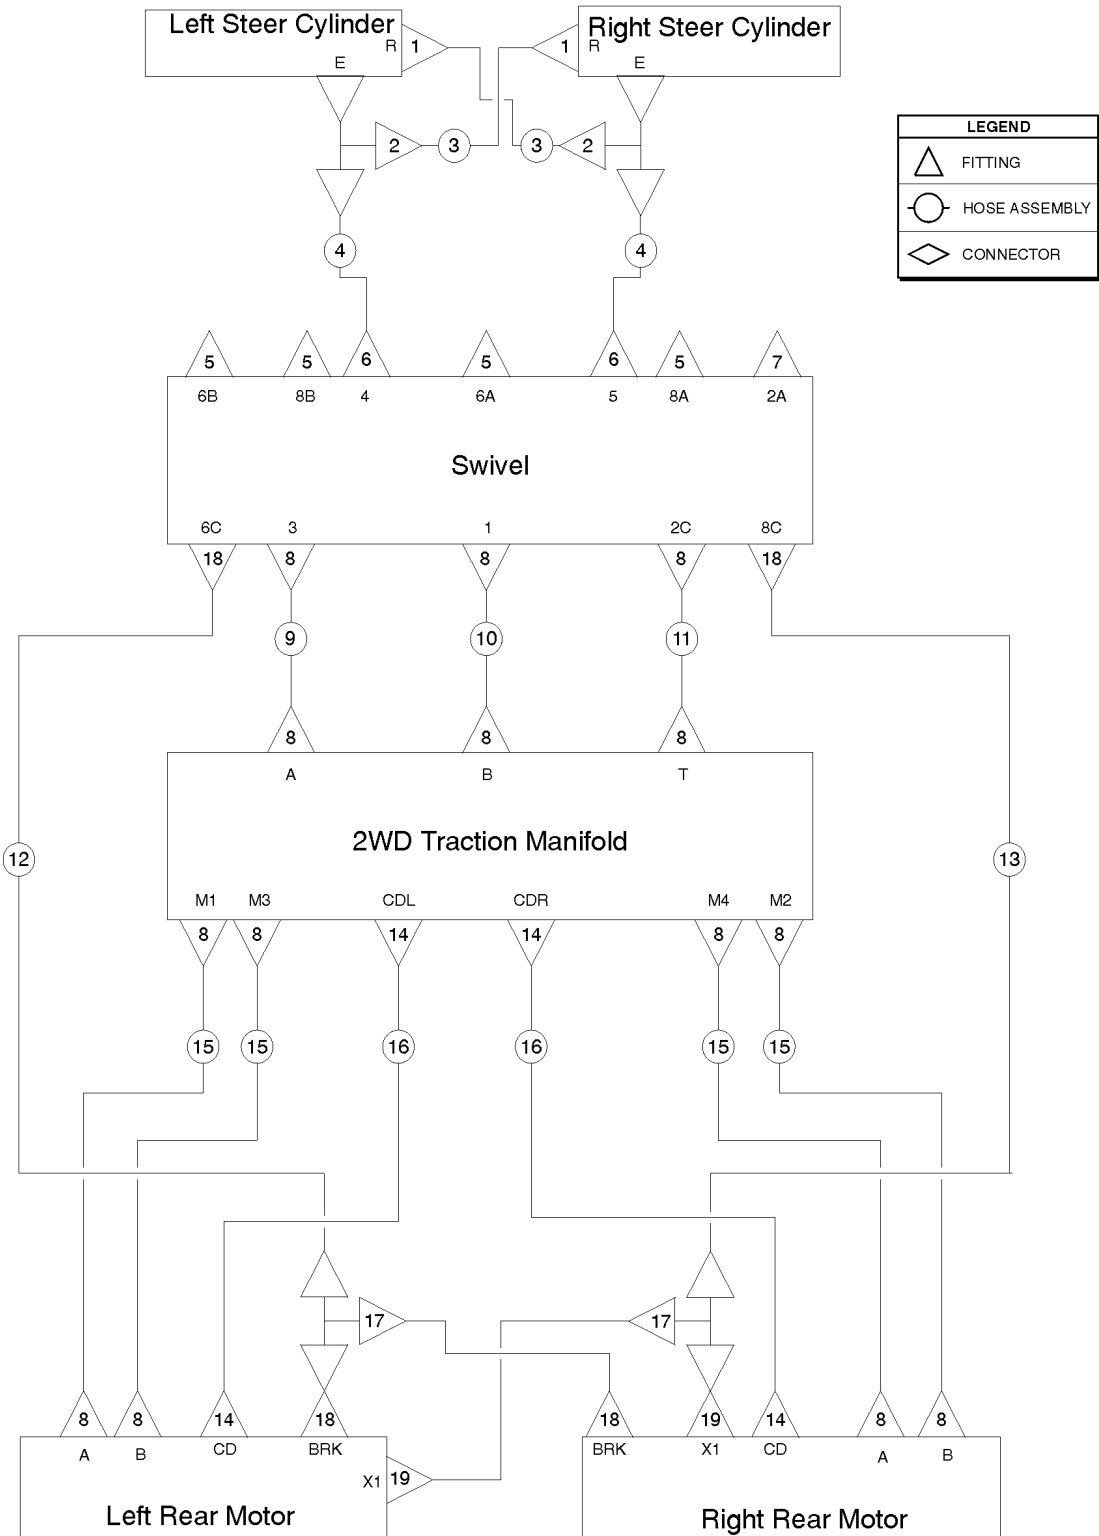 Left Steer Cylinder
Right Steer Cylinder
R 1
1 R
E
E
LEGEND
FITTING
HOSE ASSEMBLY
CONNECTOR
2 3 3 2
4 4
5 5 6 5 6 5 7
6B 8B 4 6A 5 8A 2A
Swivel
6C 3 1 2C 8C
18 8 8 8 18
9 10 11
8 8 8
A B T
2WD Traction Manifold
12 13
M1 M3 CDL CDR M4 M2
8 8 14 14 8 8
15 15 16 16 15 15
17 17
8 8 14 18 18 19 14 8 8
A B CD BRK BRK X1 CD A B
X1 19
Left Rear Motor
Right Rear Motor